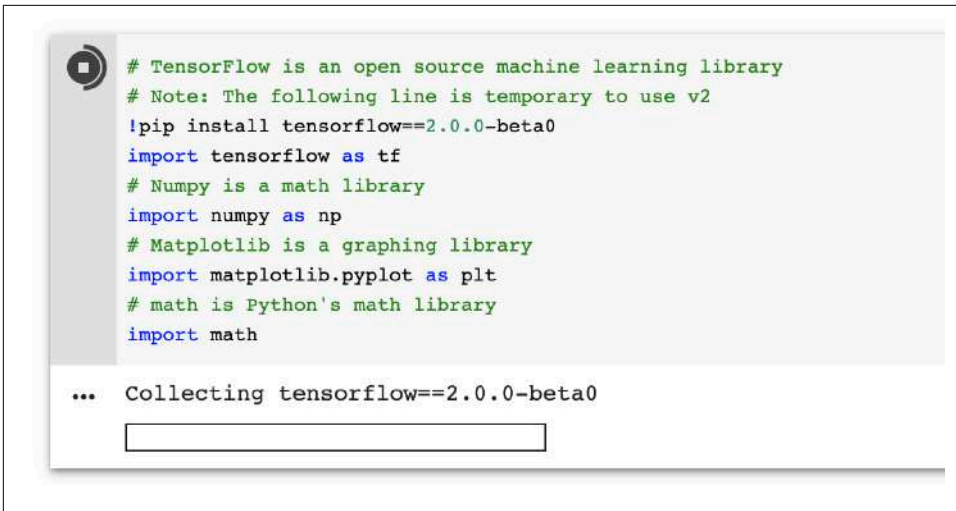 # TensorFlow is an open source machine learning library
# Note: The following line is temporary to use v2
!pip install tensorflow==2.0.0-beta0
import tensorflow as tf
# Numpy is a math library
import numpy as np
# Matplotlib is a graphing library
import matplotlib.pyplot as plt
# math is Python's math library
import math
... Collecting tensorflow==2.0.0-beta0